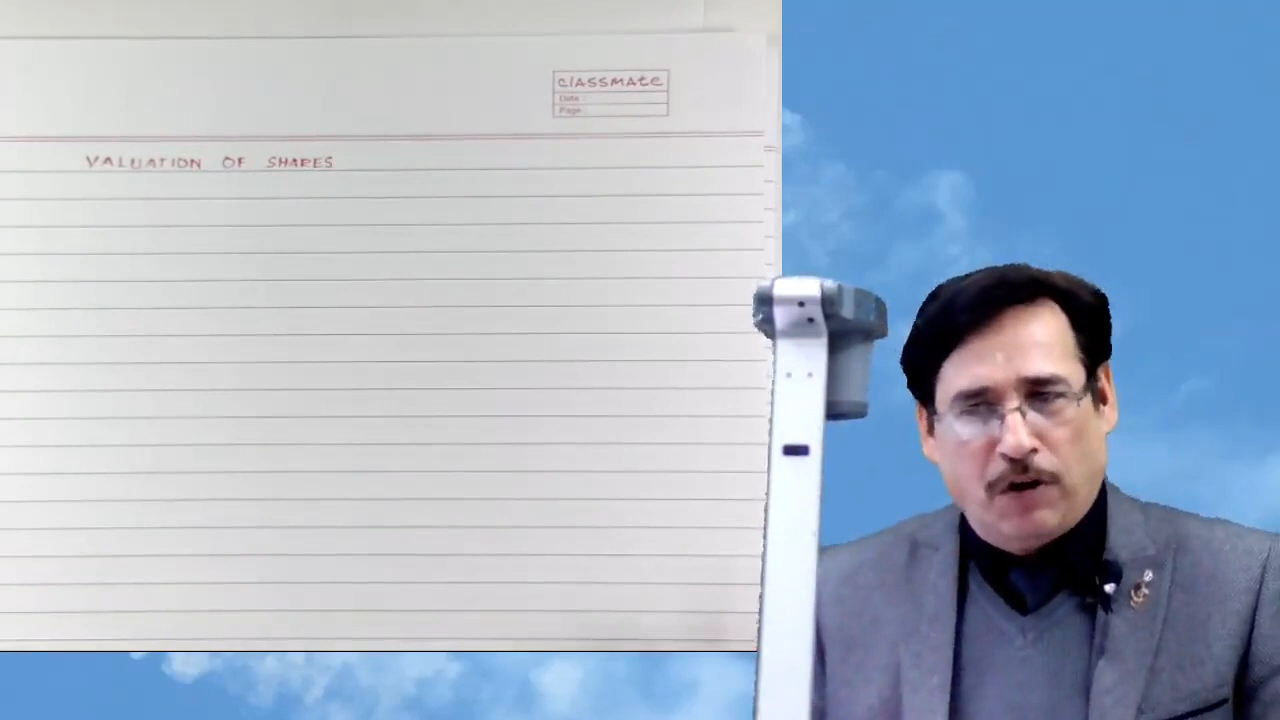 classmate
Date :
Page :
VALUATION OF SHARES